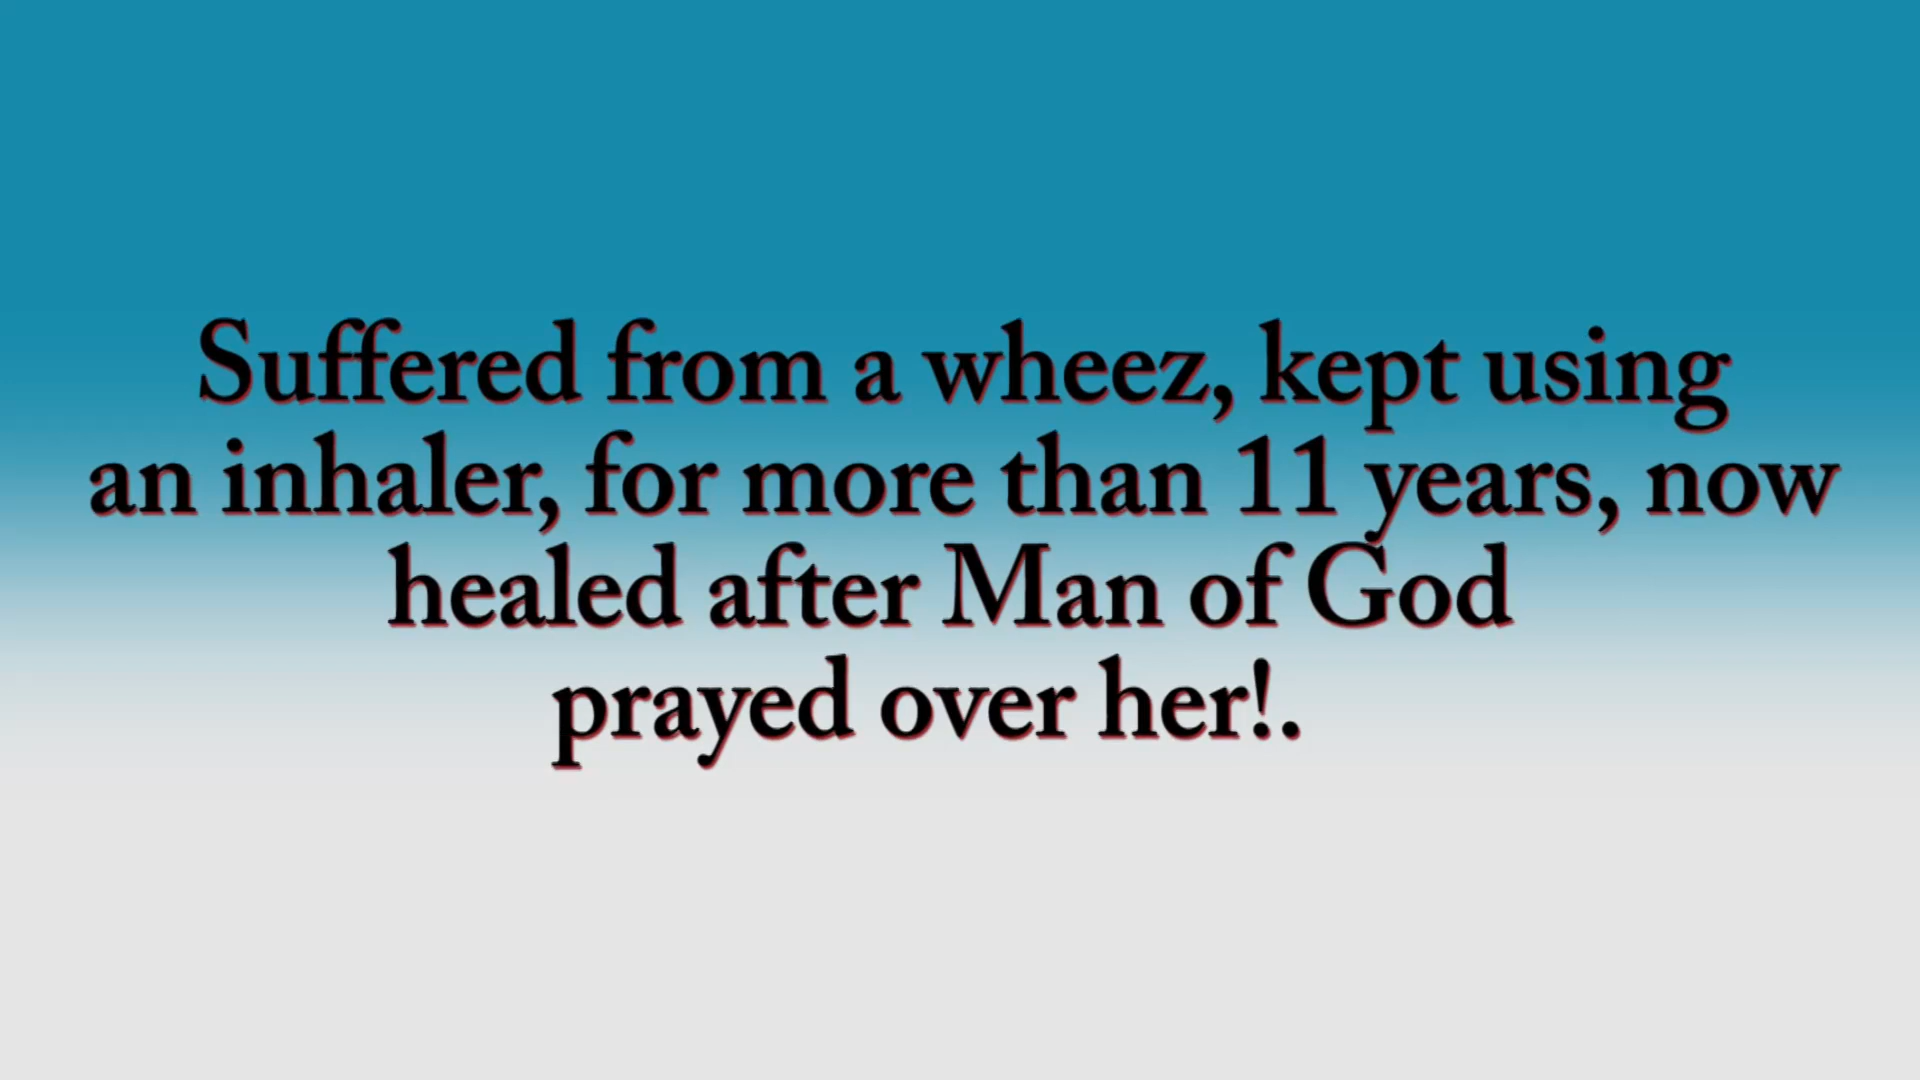 Suffered from a wheez, kept using
an inhaler, for more than 11 years, now
healed after Man of God
prayed over her!.